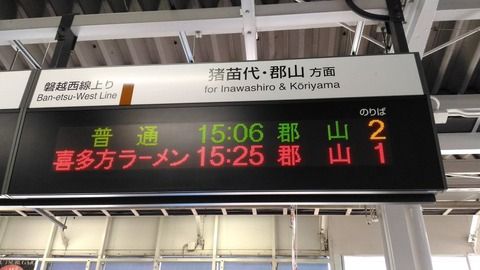 磐越西線上り
Ban-etsu-West Line
猪苗代・郡山 方面
for Inawashiro & Kōriyama
のりば
普通 15:06 郡山 2
喜多方ラーメン 15:25 郡山 1